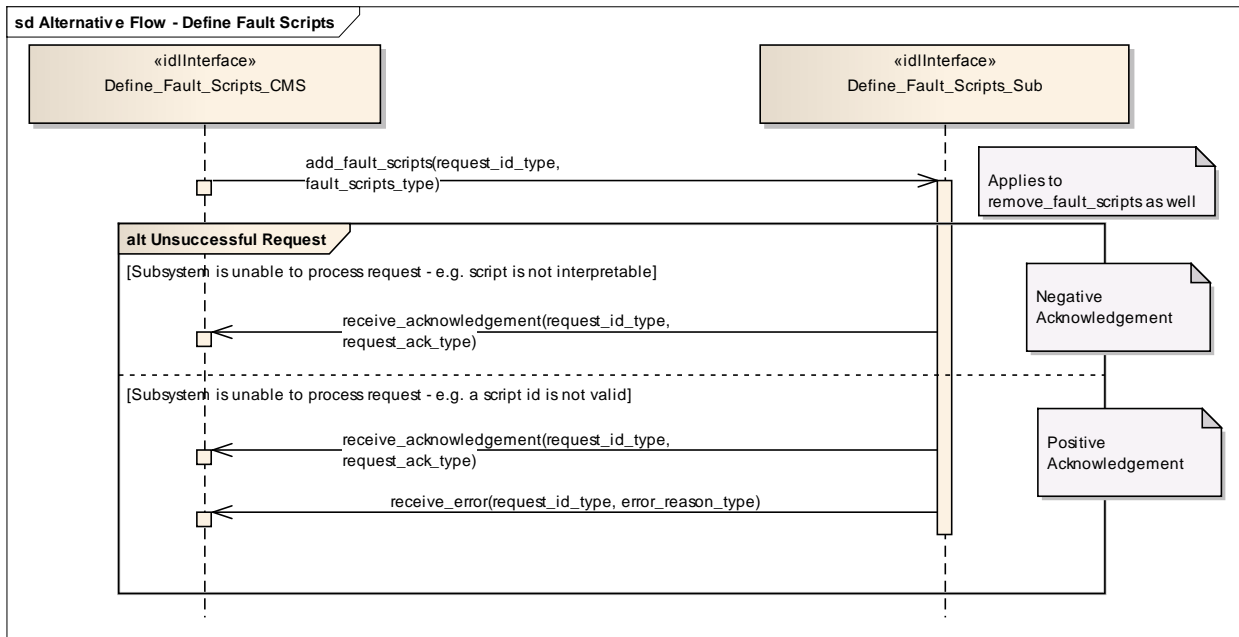 sd Alternative Flow - Define Fault Scripts
«idlInterface»
Define_Fault_Scripts_CMS
«idlInterface»
Define_Fault_Scripts_Sub
add_fault_scripts(request_id_type,
fault_scripts_type)
Applies to
remove_fault_scripts as well
alt Unsuccessful Request
[Subsystem is unable to process request - e.g. script is not interpretable]
Negative
Acknowledgement
receive_acknowledgement(request_id_type,
request_ack_type)
[Subsystem is unable to process request - e.g. a script id is not valid]
Positive
Acknowledgement
receive_acknowledgement(request_id_type,
request_ack_type)
receive_error(request_id_type, error_reason_type)